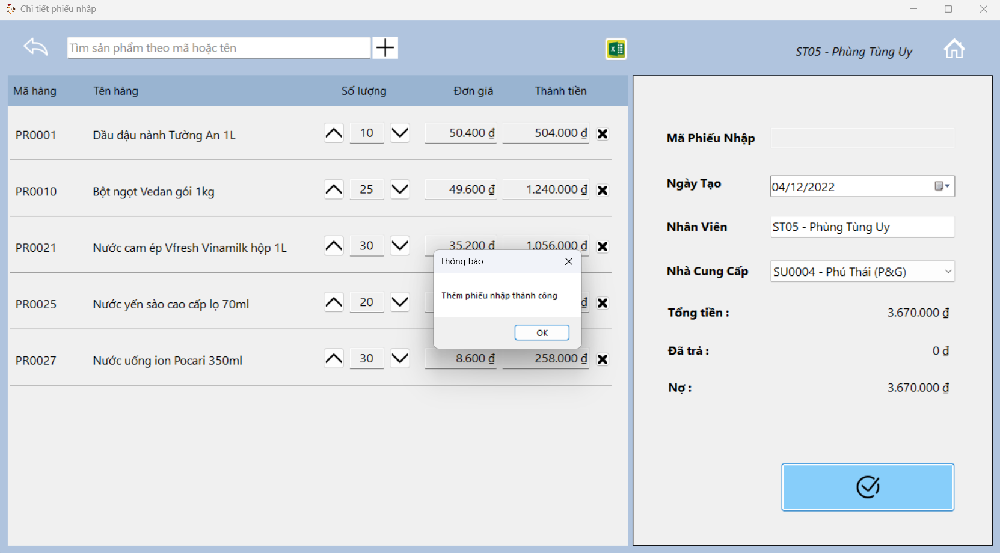 Chi tiết phiếu nhập
Tìm sản phẩm theo mã hoặc tên
ST05 - Phùng Tùng Uy
Mã hàng Tên hàng Số lượng Đơn giá Thành tiền
PR0001 Dầu đậu nành Tường An 1L 10 50.400 ₫ 504.000 ₫
PR0010 Bột ngọt Vedan gói 1kg 25 49.600 ₫ 1.240.000 ₫
PR0021 Nước cam ép Vfresh Vinamilk hộp 1L 30 35.200 ₫ 1.056.000 ₫
PR0025 Nước yến sào cao cấp lọ 70ml 20 ₫
PR0027 Nước uống ion Pocari 350ml 30 8.600 ₫ 258.000 ₫
Thông báo
Thêm phiếu nhập thành công
OK
Mã Phiếu Nhập
Ngày Tạo 04/12/2022
Nhân Viên ST05 - Phùng Tùng Uy
Nhà Cung Cấp SU0004 - Phú Thái (P&G)
Tổng tiền : 3.670.000 ₫
Đã trả : 0 ₫
Nợ : 3.670.000 ₫